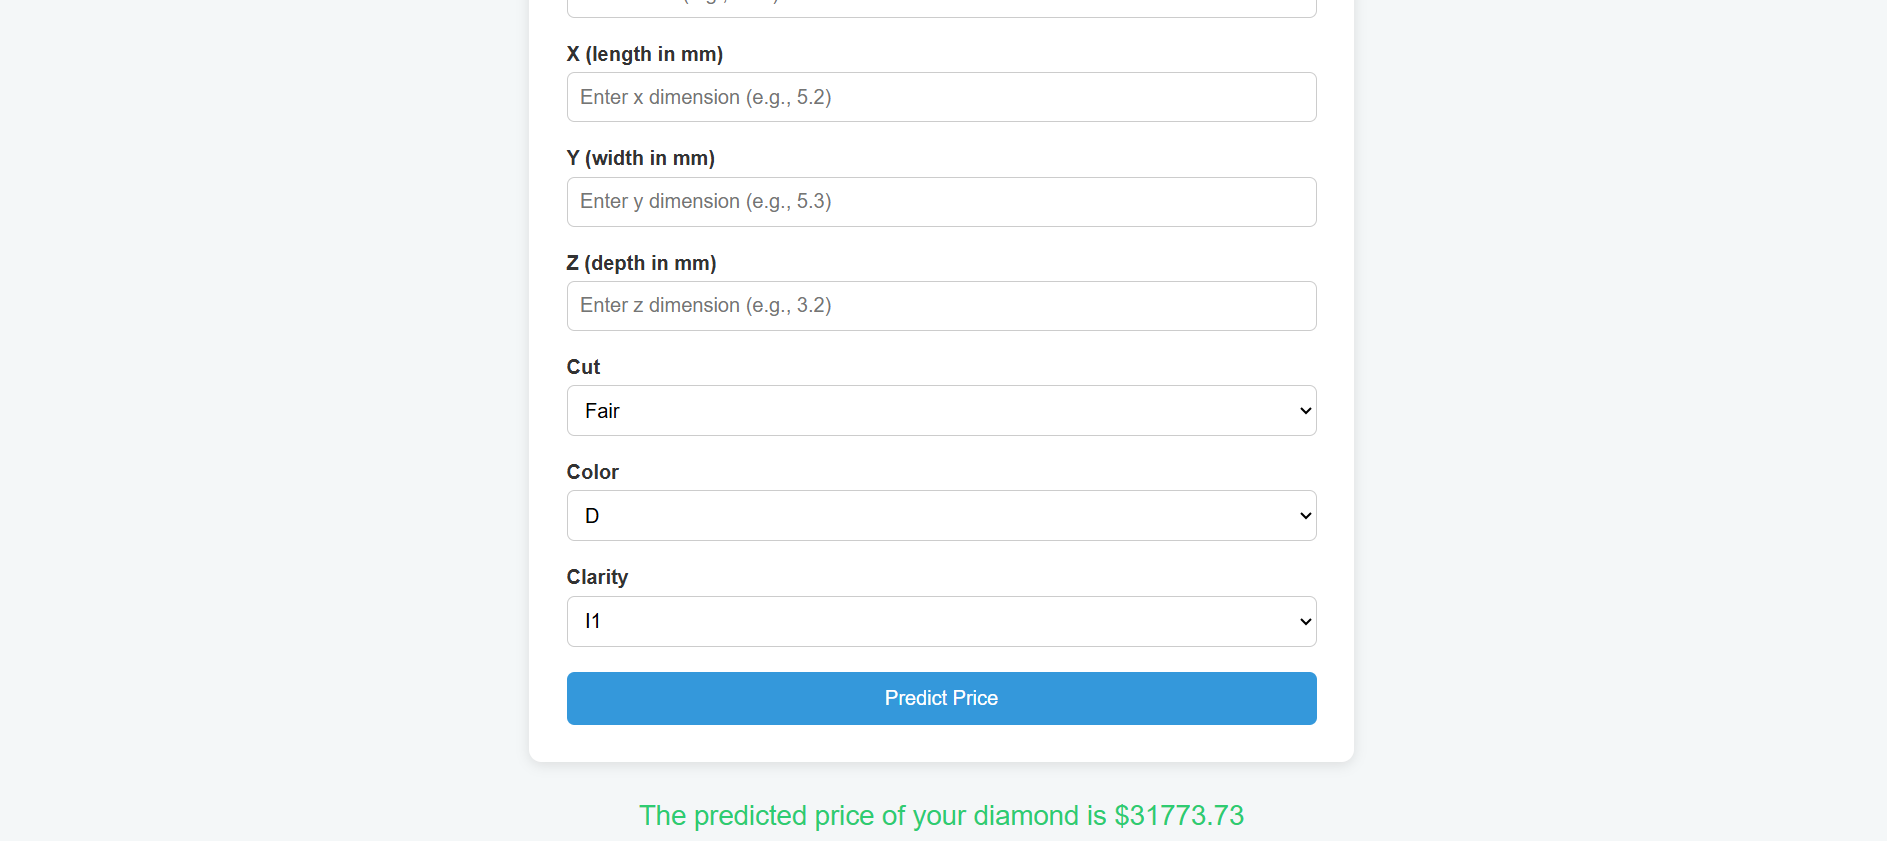 X (length in mm)
Enter x dimension (e.g., 5.2)
Y (width in mm)
Enter y dimension (e.g., 5.3)
Z (depth in mm)
Enter z dimension (e.g., 3.2)
Cut
Fair
Color
D
Clarity
I1
Predict Price
The predicted price of your diamond is $31773.73